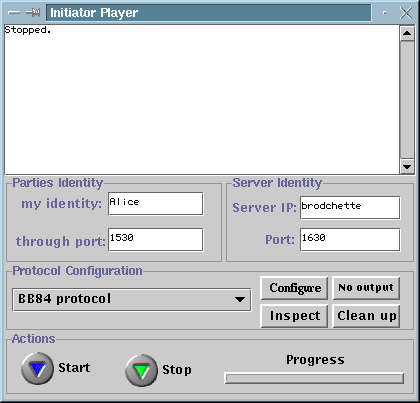 Initiator Player
Stopped.
Parties Identity
my identity: Alice
through port: 1530
Server Identity
Server IP: brodchette
Port: 1630
Protocol Configuration
BB84 protocol
Configure No output
Inspect Clean up
Actions
Start Stop Progress